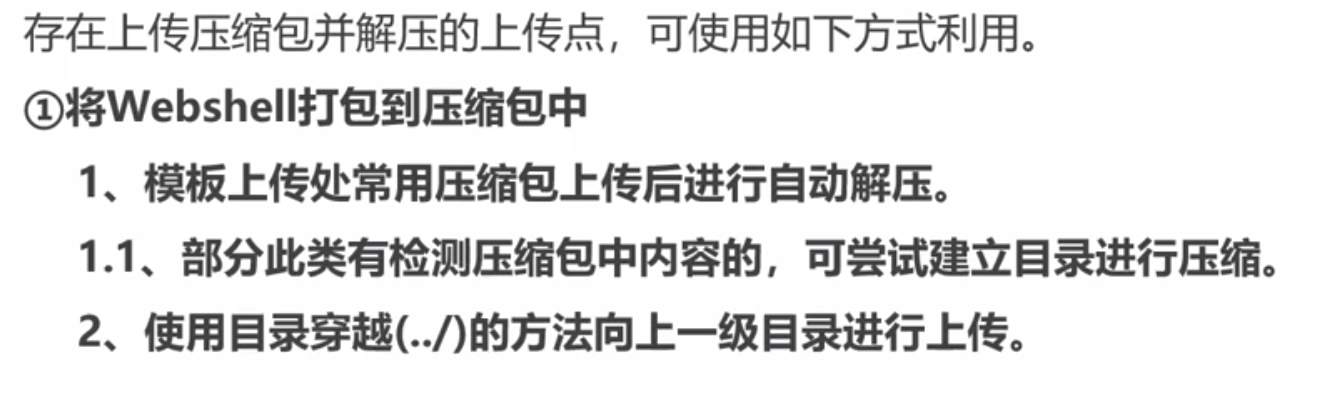 存在上传压缩包并解压的上传点，可使用如下方式利用。
①将Webshell打包到压缩包中
1、模板上传处常用压缩包上传后进行自动解压。
1.1、部分此类有检测压缩包中内容的，可尝试建立目录进行压缩。
2、使用目录穿越(../)的方法向上一级目录进行上传。